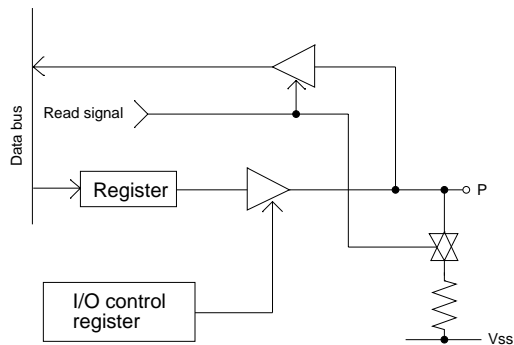 Data bus
Read signal
Register
P
I/O control
register
Vss